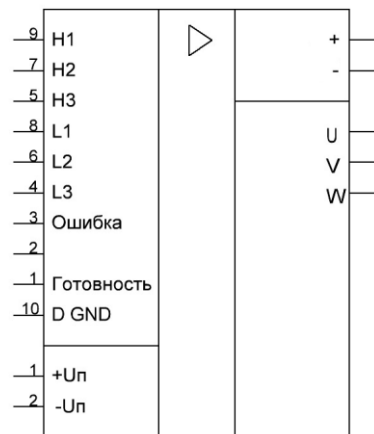 9 H1 +
7 H2 -
5 H3
8 L1 U
6 L2 V
4 L3 W
3 Ошибка
2
1 Готовность
10 D GND
1 +Uп
2 -Uп